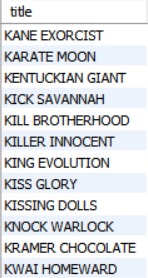 title
KANE EXORCIST
KARATE MOON
KENTUCKIAN GIANT
KICK SAVANNAH
KILL BROTHERHOOD
KILLER INNOCENT
KING EVOLUTION
KISS GLORY
KISSING DOLLS
KNOCK WARLOCK
KRAMER CHOCOLATE
KWAI HOMEWARD